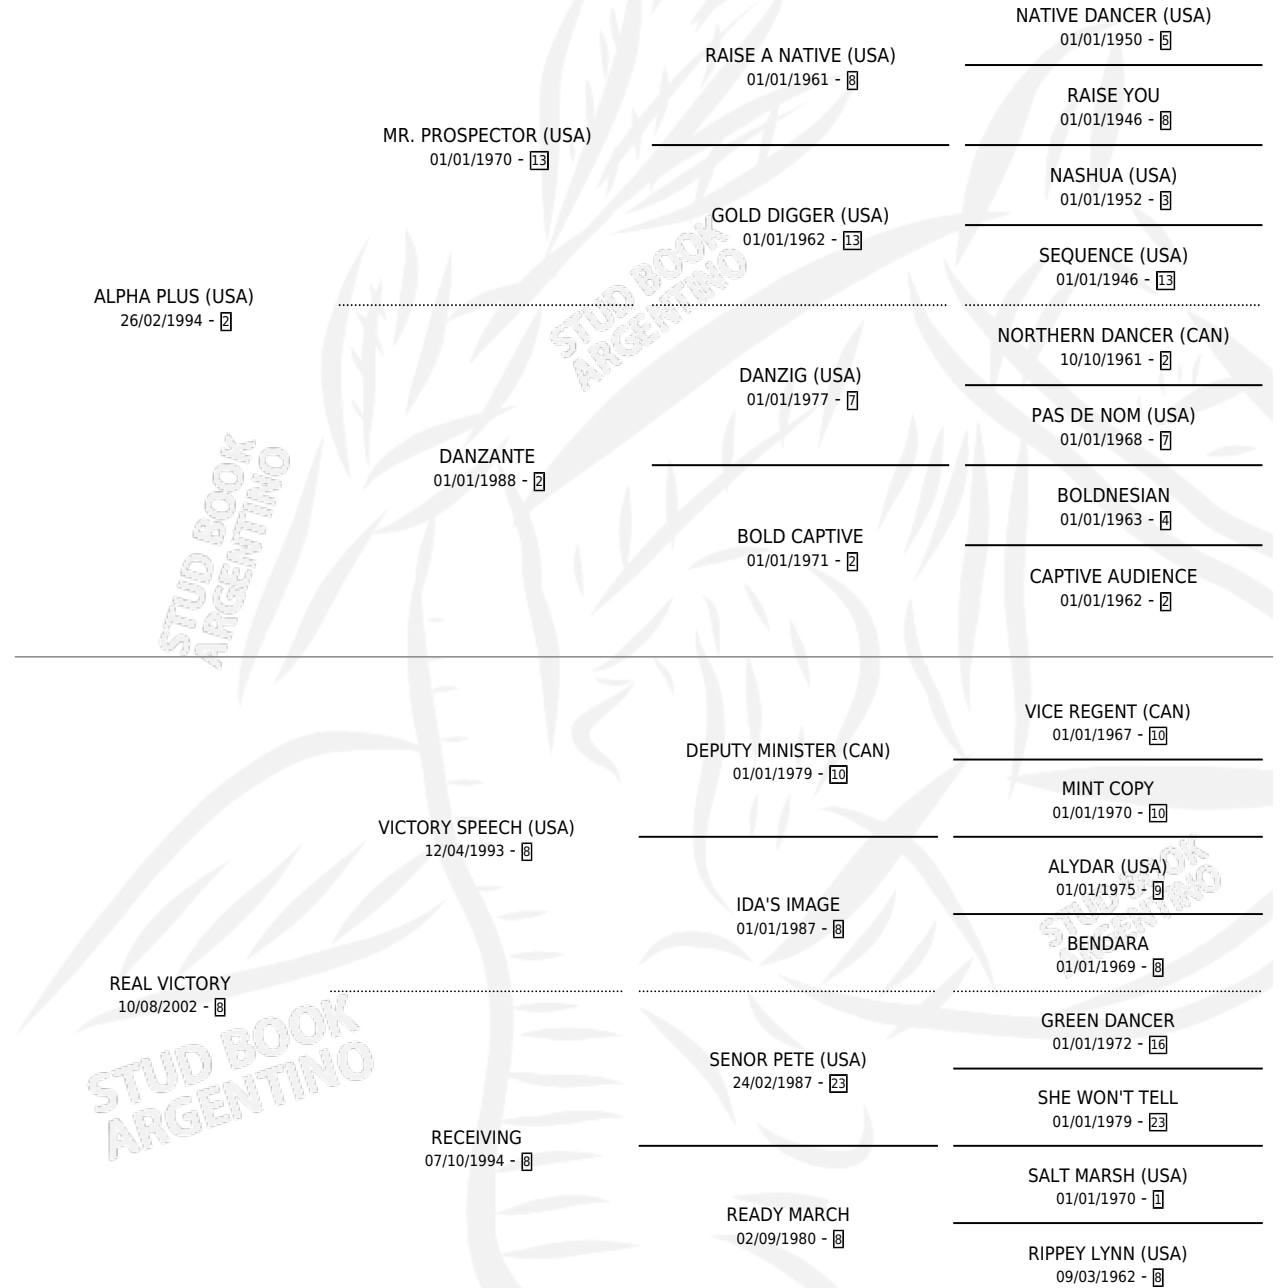 NATIVE DANCER (USA)
01/01/1950 - 5
RAISE A NATIVE (USA)
01/01/1961 - 8
RAISE YOU
01/01/1946 - 8
MR. PROSPECTOR (USA)
01/01/1970 - 13
NASHUA (USA)
01/01/1952 - 3
GOLD DIGGER (USA)
01/01/1962 - 13
SEQUENCE (USA)
01/01/1946 - 13
ALPHA PLUS (USA)
26/02/1994 - 2
STUD BOOK
ARGENTINO
NORTHERN DANCER (CAN)
10/10/1961 - 2
DANZIG (USA)
01/01/1977 - 7
PAS DE NOM (USA)
01/01/1968 - 7
DANZANTE
01/01/1988 - 2
BOLDNESIAN
01/01/1963 - 4
BOLD CAPTIVE
01/01/1971 - 2
CAPTIVE AUDIENCE
01/01/1962 - 2
STUD BOOK
ARGENTINO
VICE REGENT (CAN)
01/01/1967 - 10
DEPUTY MINISTER (CAN)
01/01/1979 - 10
MINT COPY
01/01/1970 - 10
VICTORY SPEECH (USA)
12/04/1993 - 8
ALYDAR (USA)
01/01/1975 - 9
IDA'S IMAGE
01/01/1987 - 8
STUD BOOK
ARGENTINO
BENDARA
01/01/1969 - 8
REAL VICTORY
10/08/2002 - 8
GREEN DANCER
01/01/1972 - 16
SENOR PETE (USA)
24/02/1987 - 23
STUD BOOK
ARGENTINO
SHE WON'T TELL
01/01/1979 - 23
RECEIVING
07/10/1994 - 8
SALT MARSH (USA)
01/01/1970 - 1
READY MARCH
02/09/1980 - 8
RIPPEY LYNN (USA)
09/03/1962 - 8